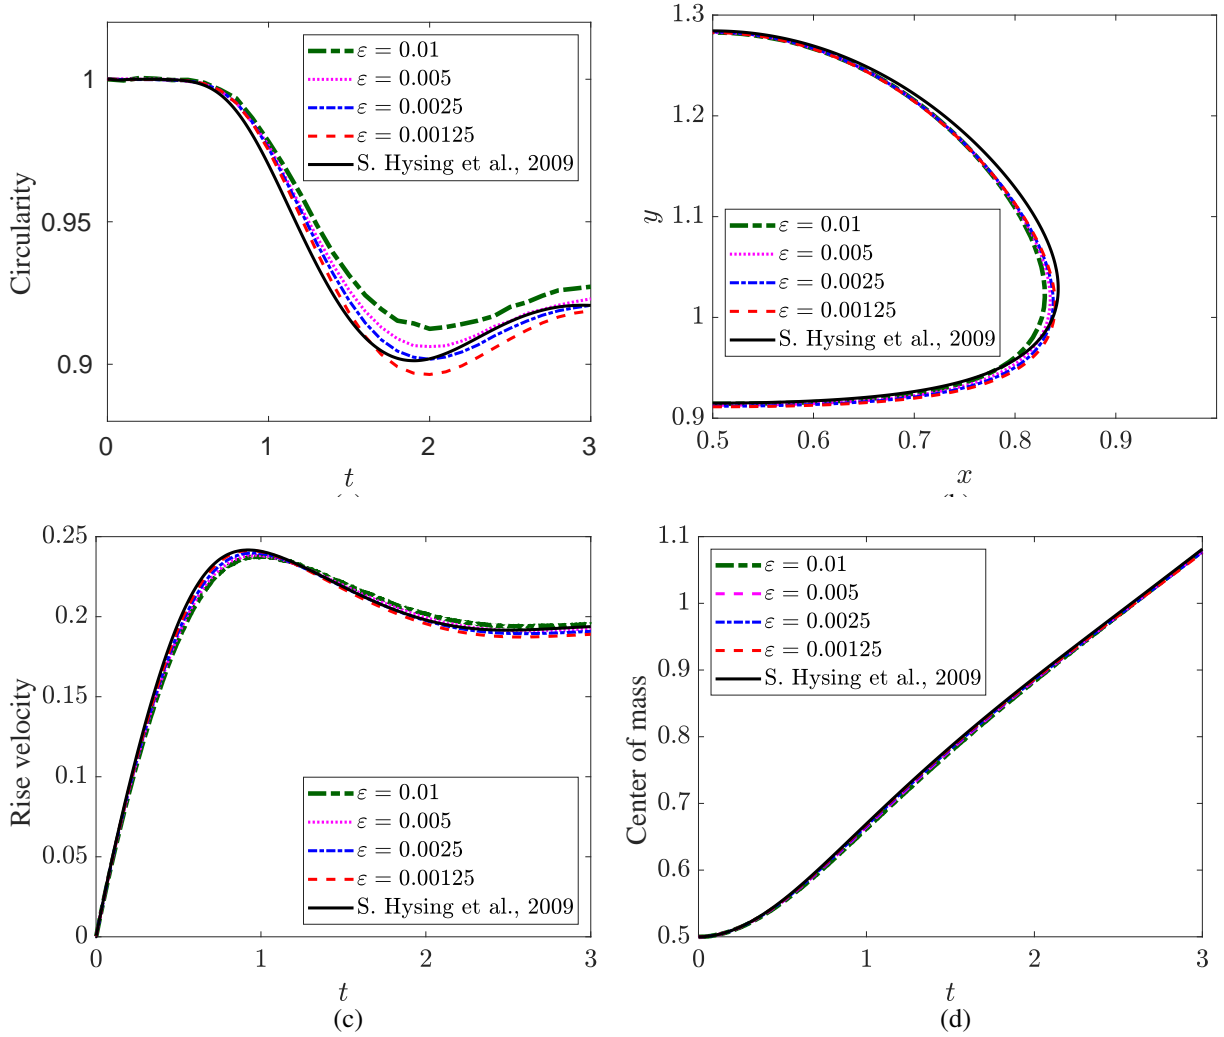 1
0.95
0.9
0
1
2
3
Circularity
t
ε = 0.01
ε = 0.005
ε = 0.0025
ε = 0.00125
S. Hysing et al., 2009
1.3
1.2
1.1
1
0.9
0.5
0.6
0.7
0.8
0.9
y
x
ε = 0.01
ε = 0.005
ε = 0.0025
ε = 0.00125
S. Hysing et al., 2009
0.25
0.2
0.15
0.1
0.05
0
0
1
2
3
Rise velocity
t
ε = 0.01
ε = 0.005
ε = 0.0025
ε = 0.00125
S. Hysing et al., 2009
(c)
1.1
1
0.9
0.8
0.7
0.6
0.5
0
1
2
3
Center of mass
t
ε = 0.01
ε = 0.005
ε = 0.0025
ε = 0.00125
S. Hysing et al., 2009
(d)